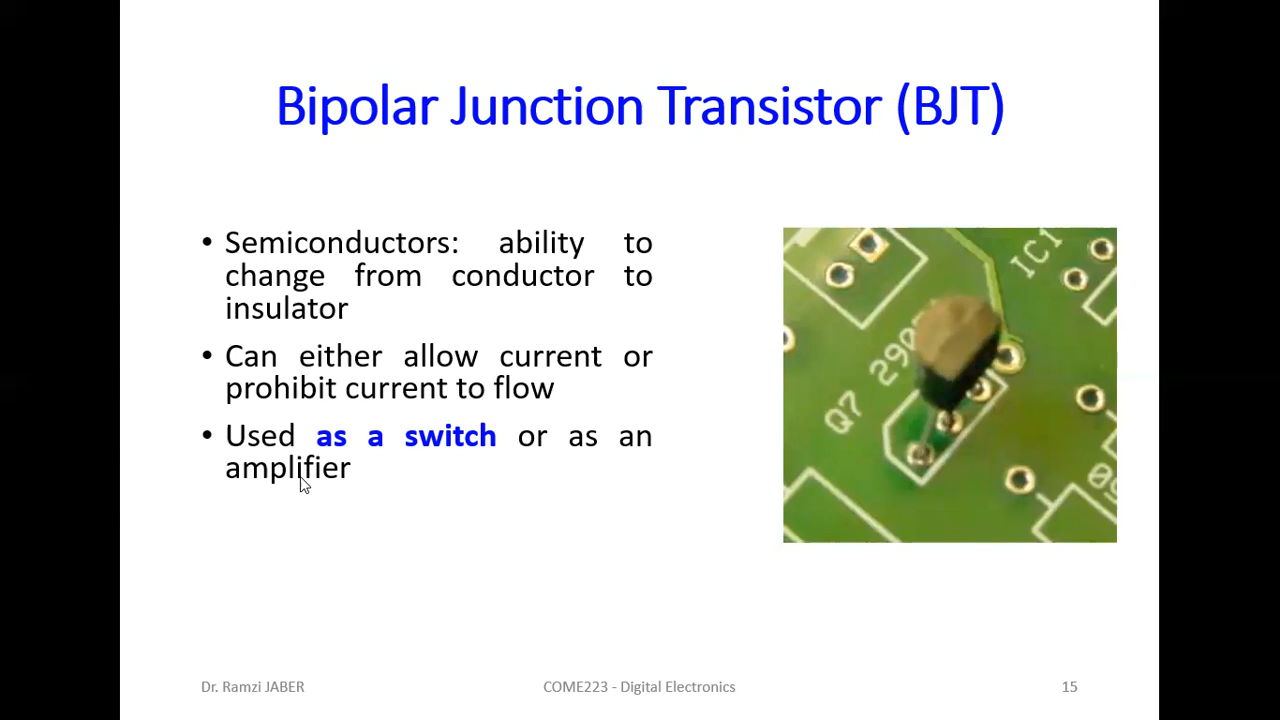 Bipolar Junction Transistor (BJT)
• Semiconductors: ability to
change from conductor to
insulator
• Can either allow current or
prohibit current to flow
• Used as a switch or as an
amplifier
IC1
Q7 290
Dr. Ramzi JABER
COME223 - Digital Electronics
15